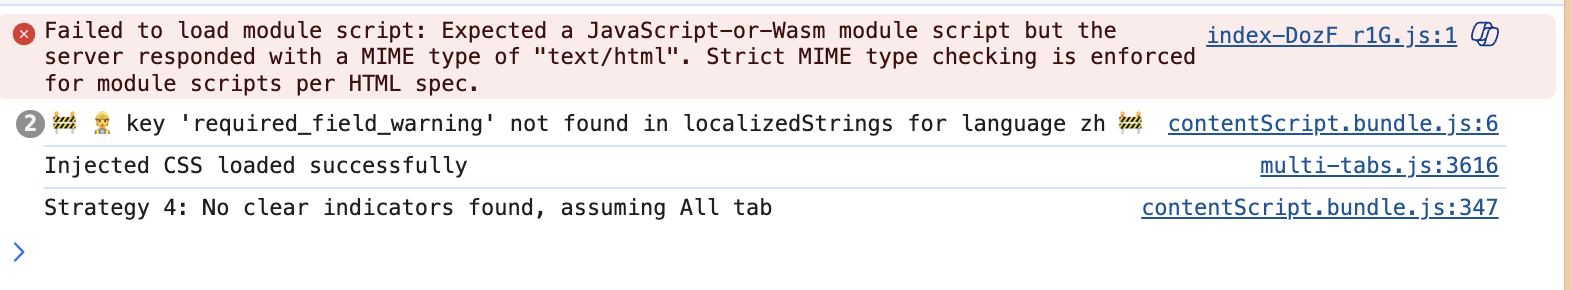 Failed to load module script: Expected a JavaScript-or-Wasm module script but the index-DozF_r1G.js:1
server responded with a MIME type of "text/html". Strict MIME type checking is enforced
for module scripts per HTML spec.
2 🚧 👷 key 'required_field_warning' not found in localizedStrings for language zh 🚧 contentScript.bundle.js:6
Injected CSS loaded successfully multi-tabs.js:3616
Strategy 4: No clear indicators found, assuming All tab contentScript.bundle.js:347